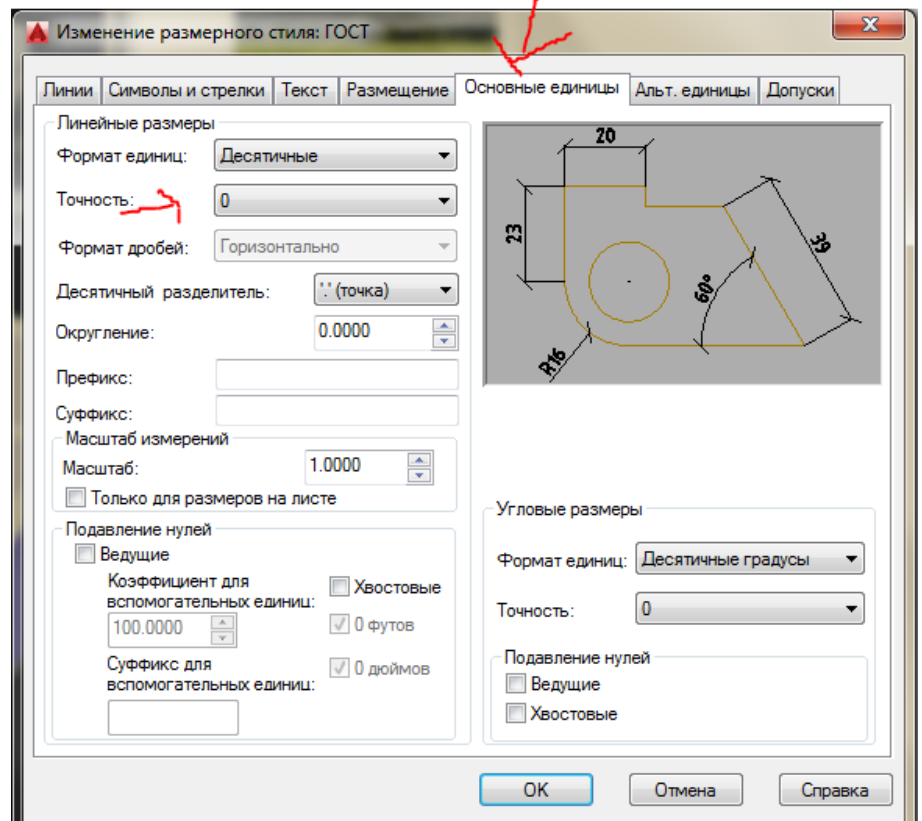 Изменение размерного стиля: ГОСТ
Линии Символы и стрелки Текст Размещение Основные единицы Альт. единицы Допуски
Линейные размеры
Формат единиц: Десятичные
Точность: 0
Формат дробей: Горизонтально
Десятичный разделитель: '.' (точка)
Округление: 0.0000
Префикс:
Суффикс:
Масштаб измерений
Масштаб: 1.0000
Только для размеров на листе
Подавление нулей
Ведущие
Коэффициент для
вспомогательных единиц:
100.0000
Суффикс для
вспомогательных единиц:
Хвостовые
0 футов
0 дюймов
20
23
39
60°
R16
Угловые размеры
Формат единиц: Десятичные градусы
Точность: 0
Подавление нулей
Ведущие
Хвостовые
OK Отмена Справка